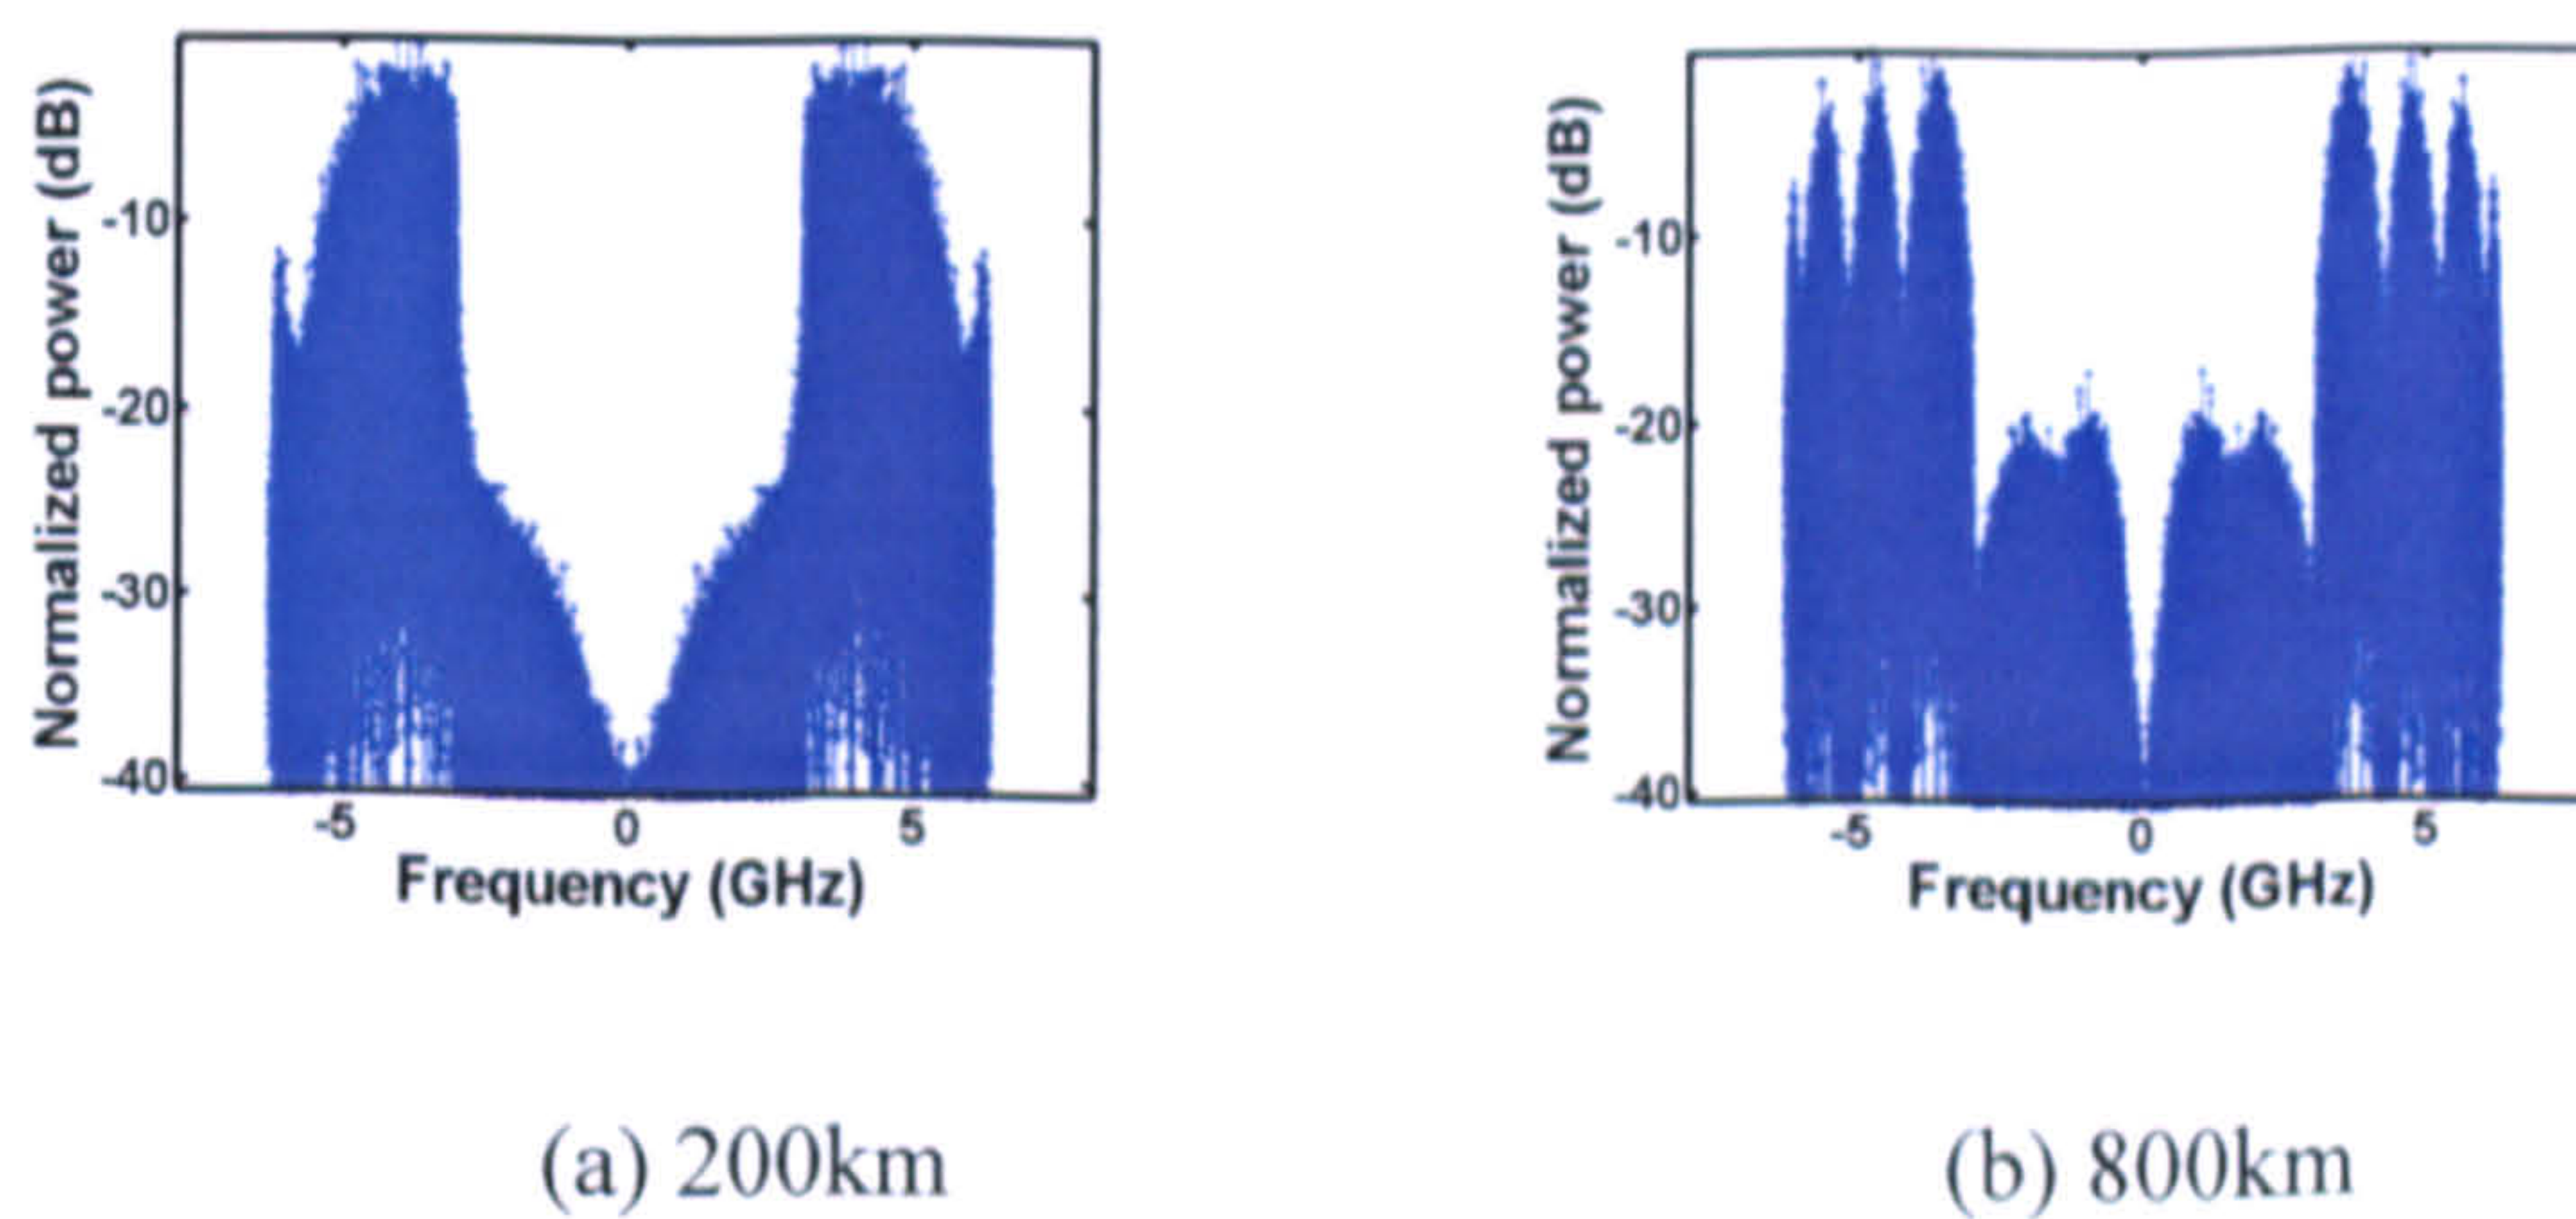 Normalized power (dB)
-10
-20
-30
-40
-5 0 5
Frequency (GHz)
(a) 200km
Normalized power (dB)
-10
-20
-30
-40
-5 0 5
Frequency (GHz)
(b) 800km